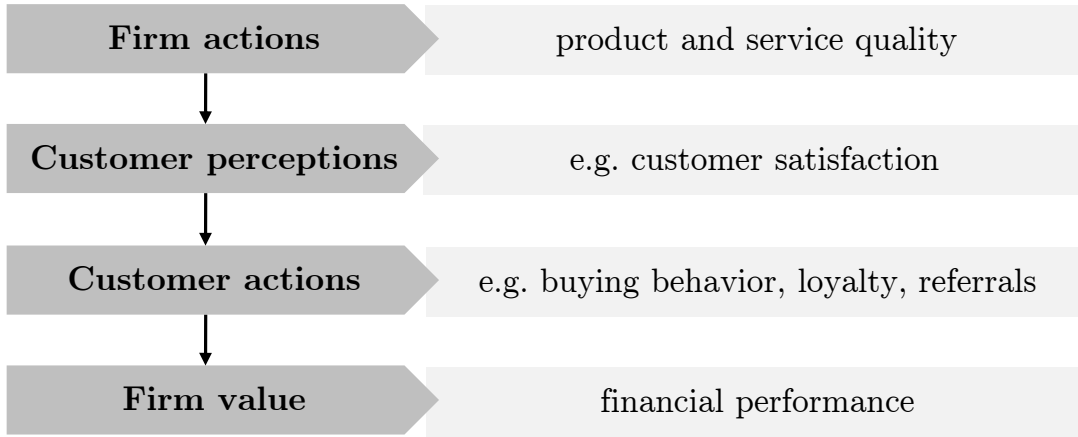 Firm actions
product and service quality
Customer perceptions
e.g. customer satisfaction
Customer actions
e.g. buying behavior, loyalty, referrals
Firm value
financial performance